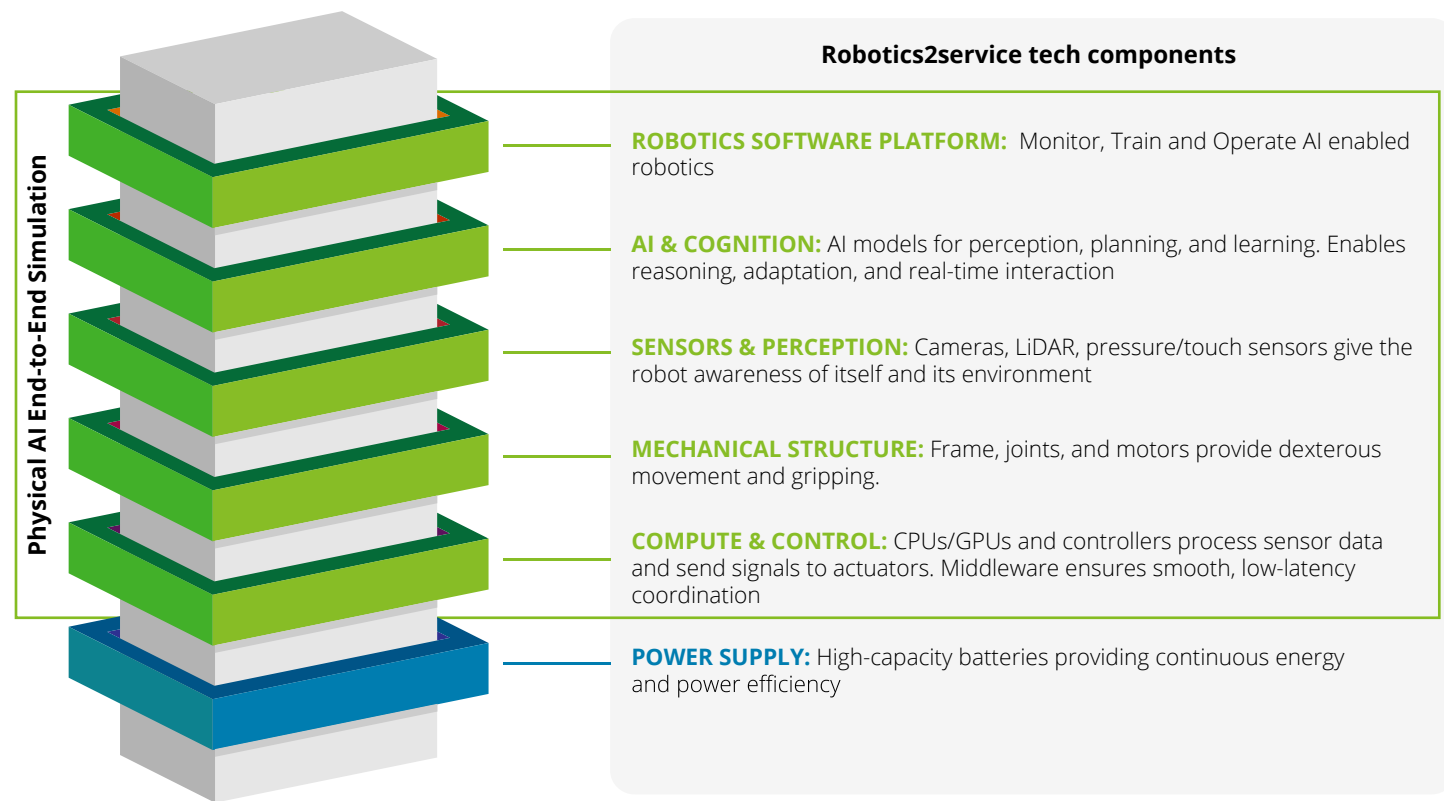 Robotics2service tech components
Physical AI End-to-End Simulation
ROBOTICS SOFTWARE PLATFORM: Monitor, Train and Operate AI enabled
robotics
AI & COGNITION: AI models for perception, planning, and learning. Enables
reasoning, adaptation, and real-time interaction
SENSORS & PERCEPTION: Cameras, LiDAR, pressure/touch sensors give the
robot awareness of itself and its environment
MECHANICAL STRUCTURE: Frame, joints, and motors provide dexterous
movement and gripping.
COMPUTE & CONTROL: CPUs/GPUs and controllers process sensor data
and send signals to actuators. Middleware ensures smooth, low-latency
coordination
POWER SUPPLY: High-capacity batteries providing continuous energy
and power efficiency